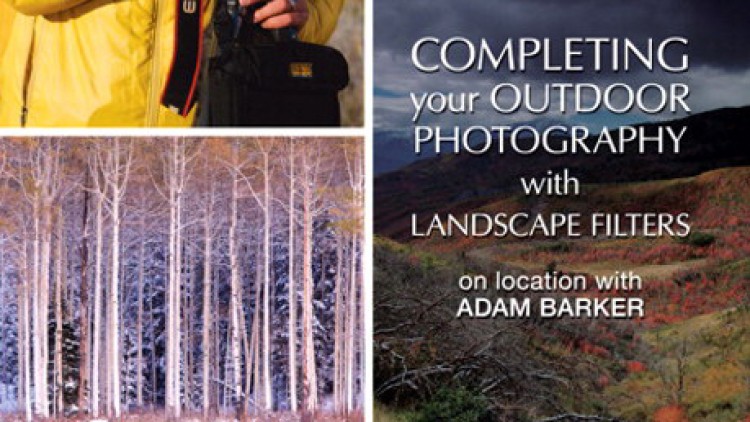 COMPLETING
your OUTDOOR
PHOTOGRAPHY
with
LANDSCAPE FILTERS
on location with
ADAM BARKER